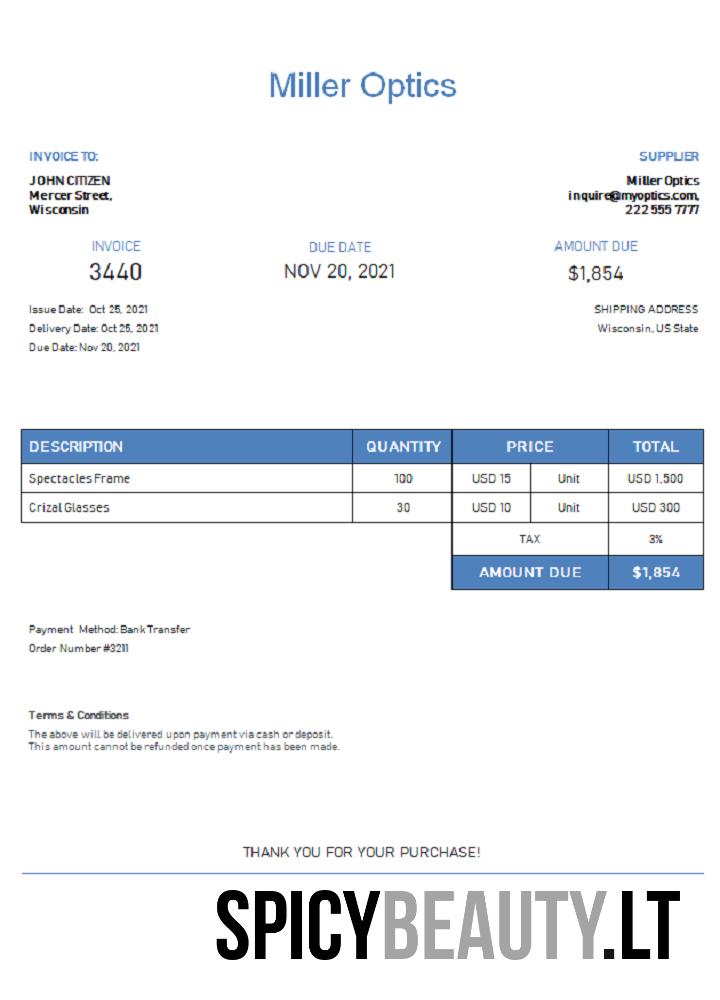 Miller Optics
INVOICE TO:
JOHN CITIZEN
Mercer Street,
Wisconsin
SUPPLIER
Miller Optics
inquire@myoptics.com,
222 555 7777
INVOICE
3440
DUE DATE
NOV 20, 2021
AMOUNT DUE
$1,854
Issue Date: Oct 25, 2021
Delivery Date: Oct 25, 2021
Due Date: Nov 20, 2021
SHIPPING ADDRESS
Wisconsin, US State
DESCRIPTION QUANTITY PRICE TOTAL
Spectacles Frame 100 USD 15 Unit USD 1,500
Crizal Glasses 30 USD 10 Unit USD 300
TAX 3%
AMOUNT DUE $1,854
Payment Method: Bank Transfer
Order Number #3211
Terms & Conditions
The above will be delivered upon payment via cash or deposit.
This amount cannot be refunded once payment has been made.
THANK YOU FOR YOUR PURCHASE!
SPICYBEAUTY.LT